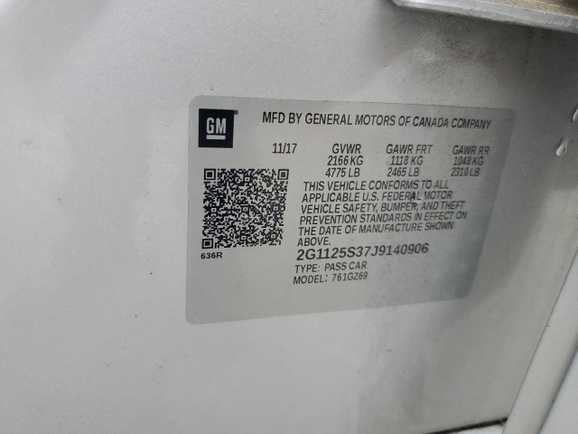 GM
MFD BY GENERAL MOTORS OF CANADA COMPANY
11/17 GVWR GAWR FRT GAWR RR
2166 KG 1118 KG 1048 KG
4775 LB 2465 LB 2310 LB
THIS VEHICLE CONFORMS TO ALL
APPLICABLE U.S. FEDERAL MOTOR
VEHICLE SAFETY, BUMPER, AND THEFT
PREVENTION STANDARDS IN EFFECT ON
THE DATE OF MANUFACTURE SHOWN
ABOVE.
636R
2G1125S37J9140906
TYPE: PASS CAR
MODEL: 761GZ69